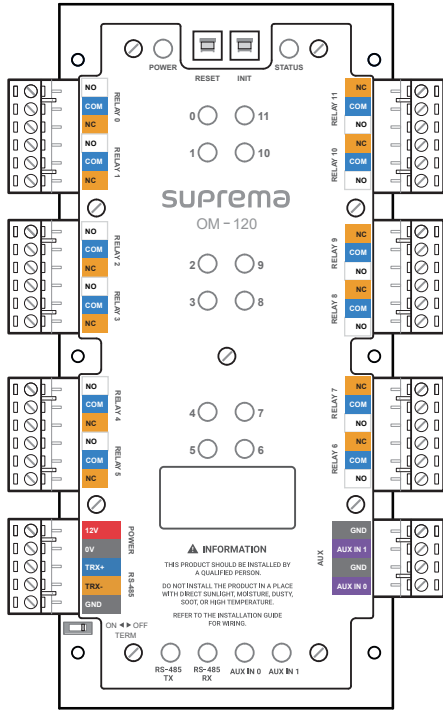 POWER
RESET
INIT
STATUS
NO
COM
NC
RELAY 0
NO
COM
NC
RELAY 1
NC
COM
NO
RELAY 11
NC
COM
NO
RELAY 10
0
11
1
10
suprema
OM-120
NO
COM
NC
RELAY 2
NO
COM
NC
RELAY 3
NC
COM
NO
RELAY 9
NC
COM
NO
RELAY 8
2
9
3
8
NO
COM
NC
RELAY 4
NO
COM
NC
RELAY 5
NC
COM
NO
RELAY 7
NC
COM
NO
RELAY 6
4
7
5
6
12V
0V
POWER
TRX+
TRX-
GND
RS-485
ON ◄ ► OFF
TERM
GND
AUX IN 1
GND
AUX IN 0
AUX
INFORMATION
THIS PRODUCT SHOULD BE INSTALLED BY
A QUALIFIED PERSON.
DO NOT INSTALL THE PRODUCT IN A PLACE
WITH DIRECT SUNLIGHT, MOISTURE, DUSTY,
SOOT, OR HIGH TEMPERATURE.
REFER TO THE INSTALLATION GUIDE
FOR WIRING.
RS-485
TX
RS-485
RX
AUX IN 0
AUX IN 1